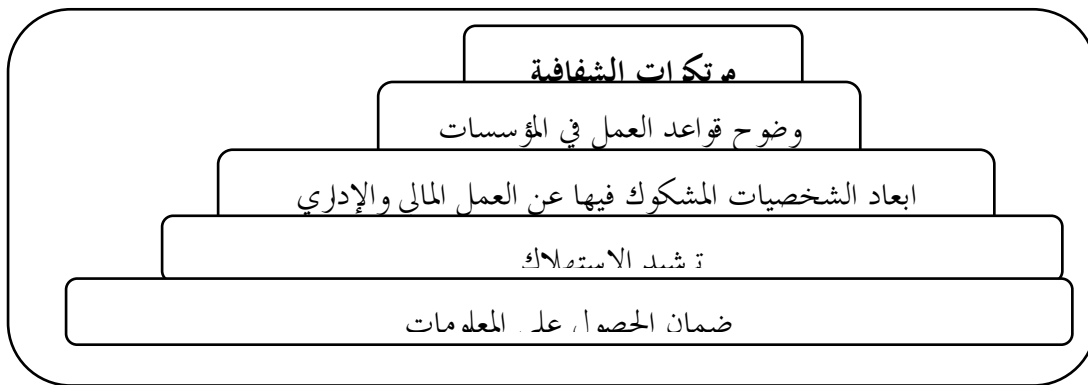 مرتكزات الشفافية
وضوح قواعد العمل في المؤسسات
ابعاد الشخصيات المشكوك فيها عن العمل المالي والإداري
ترشيد الاستهلاك
ضمان الحصول على المعلومات